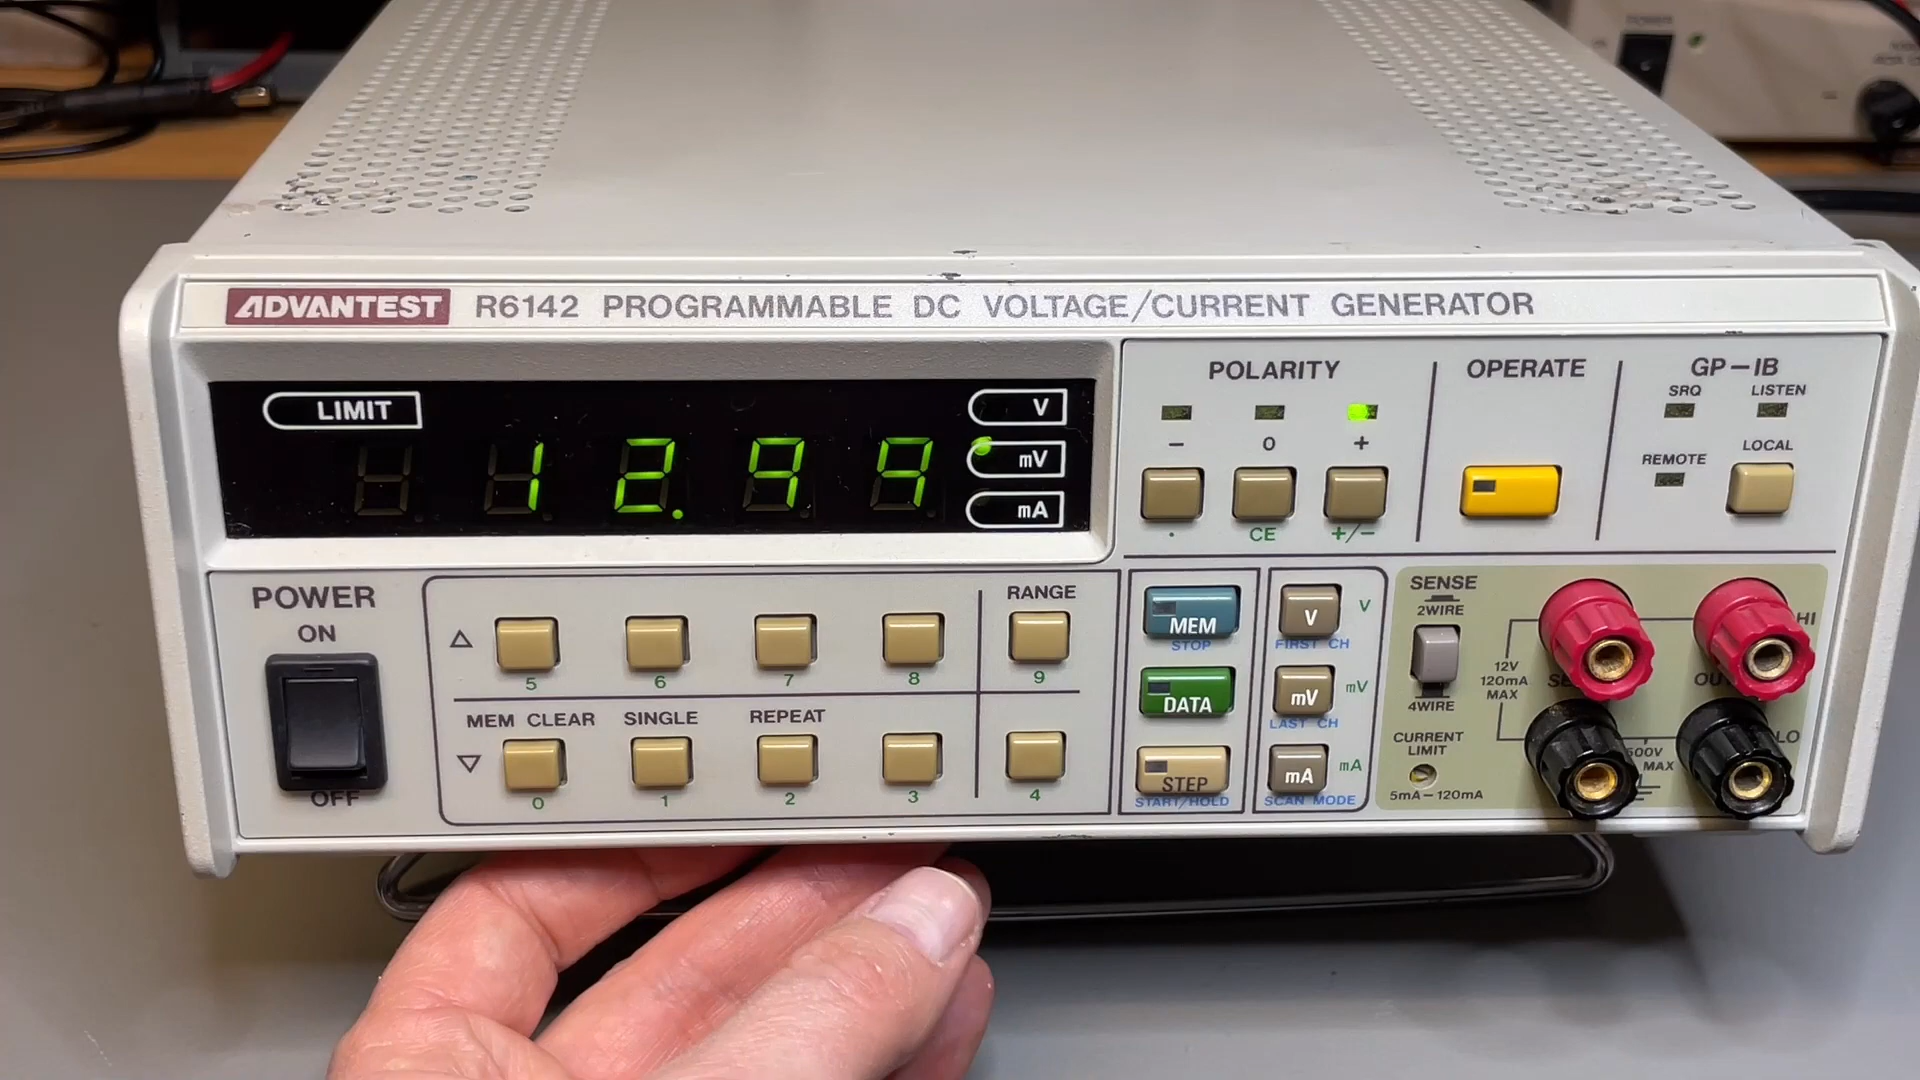 ADVANTEST R6142 PROGRAMMABLE DC VOLTAGE/CURRENT GENERATOR
LIMIT
12.99
V
mV
mA
POLARITY
- 0 +
. CE +/-
OPERATE
GP-IB
SRQ LISTEN
REMOTE LOCAL
POWER
ON
OFF
△
5 6 7 8
RANGE
9
MEM CLEAR SINGLE REPEAT
▽
0 1 2 3 4
MEM
STOP
DATA
STEP
START/HOLD
V V
FIRST CH
mV mV
LAST CH
mA mA
SCAN MODE
SENSE
2WIRE
4WIRE
CURRENT
LIMIT
5mA-120mA
12V
120mA
MAX
HI
LO
500V
MAX
POWER